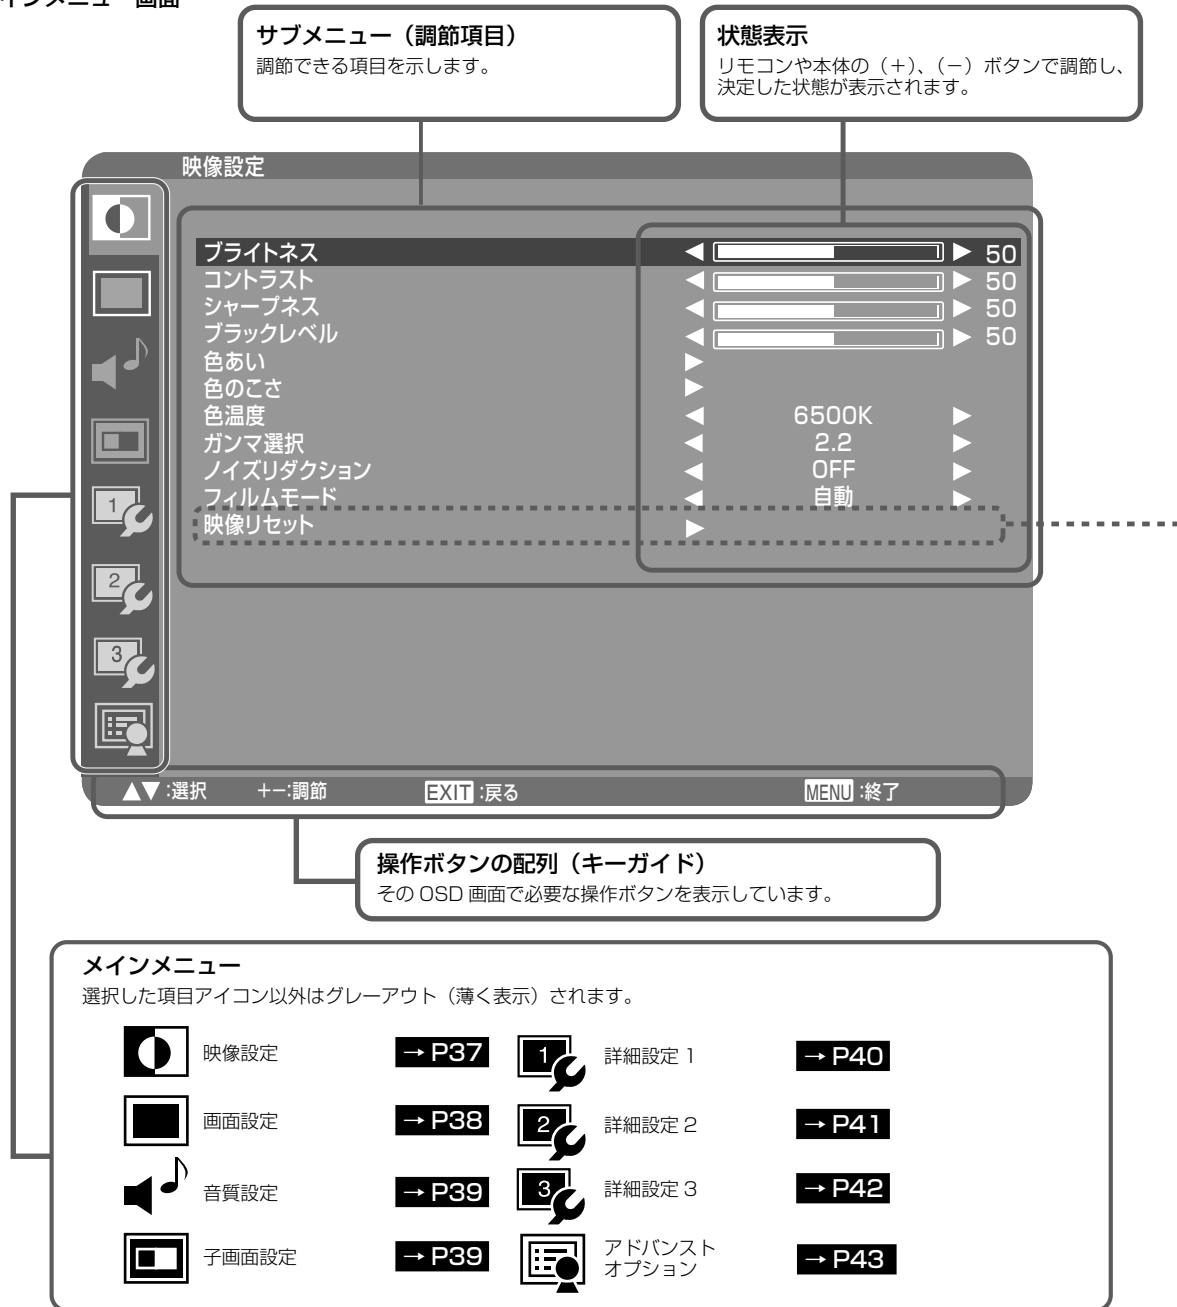 インメニュー画面
サブメニュー（調節項目）
調節できる項目を示します。
状態表示
リモコンや本体の（＋）、（－）ボタンで調節し、
決定した状態が表示されます。
映像設定
ブライトネス 50
コントラスト 50
シャープネス 50
ブラックレベル 50
色あい
色のこさ
色温度 6500K
ガンマ選択 2.2
ノイズリダクション OFF
フィルムモード 自動
映像リセット
1
2
3
▲▼:選択 +−:調節 EXIT:戻る MENU:終了
操作ボタンの配列（キーガイド）
その OSD 画面で必要な操作ボタンを表示しています。
メインメニュー
選択した項目アイコン以外はグレーアウト（薄く表示）されます。
映像設定 → P37
画面設定 → P38
音質設定 → P39
子画面設定 → P39
1 詳細設定 1 → P40
2 詳細設定 2 → P41
3 詳細設定 3 → P42
アドバンスト
オプション → P43